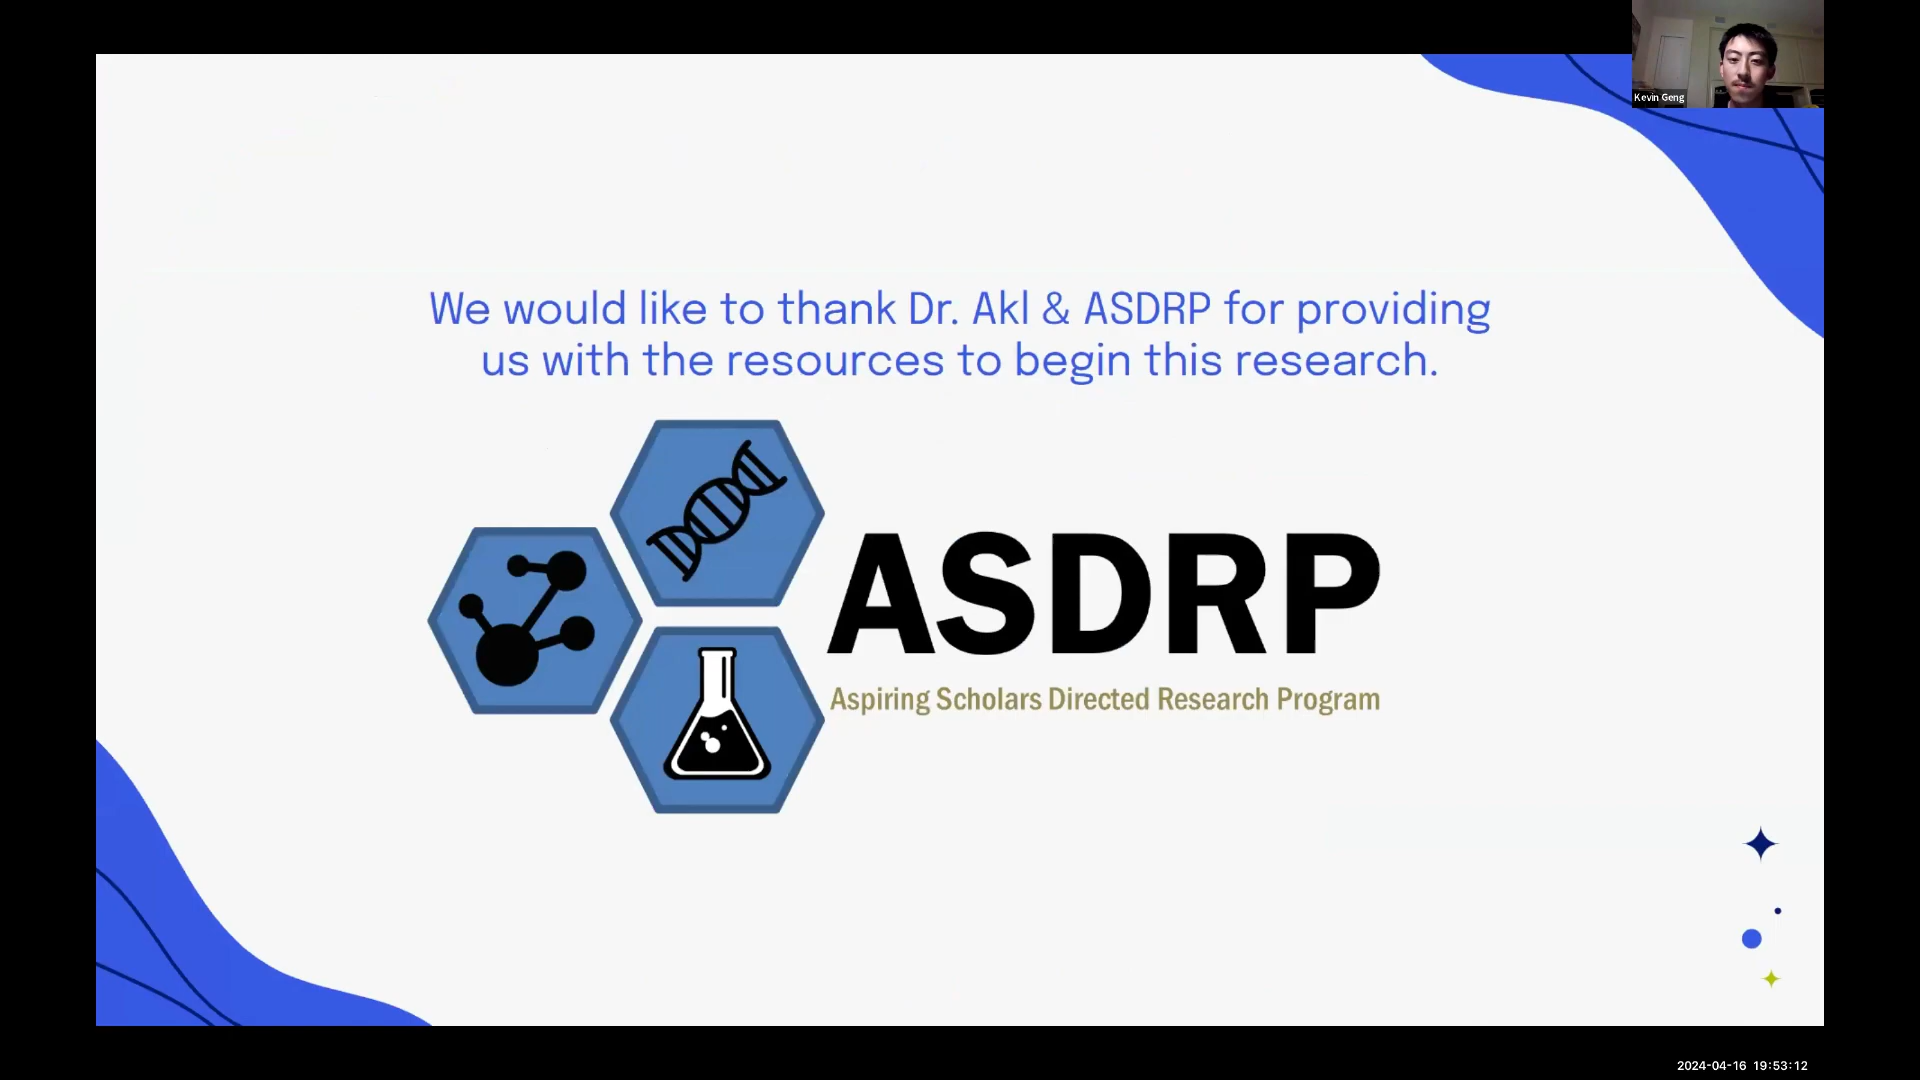 Kevin Geng
We would like to thank Dr. Akl & ASDRP for providing
us with the resources to begin this research.
ASDRP
Aspiring Scholars Directed Research Program
2024-04-16 19:53:12